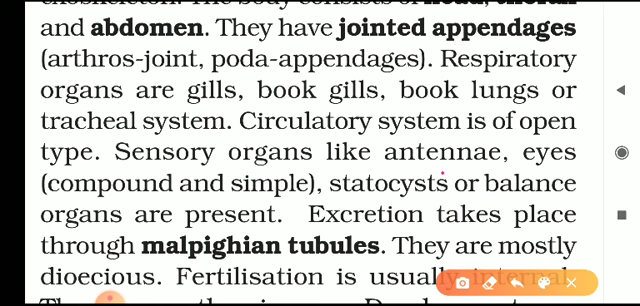 and abdomen. They have jointed appendages
(arthros-joint, poda-appendages). Respiratory
organs are gills, book gills, book lungs or
tracheal system. Circulatory system is of open
type. Sensory organs like antennae, eyes
(compound and simple), statocysts or balance
organs are present. Excretion takes place
through malpighian tubules. They are mostly
dioecious. Fertilisation is usually internal.